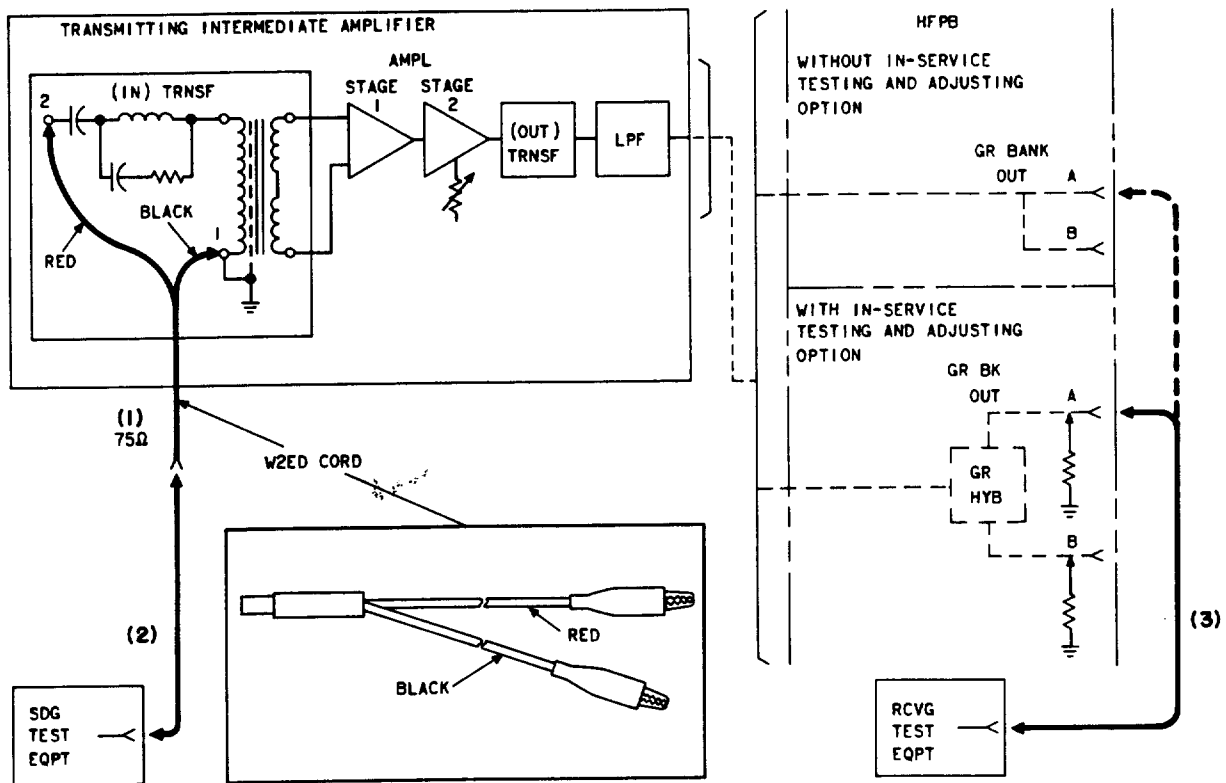 TRANSMITTING INTERMEDIATE AMPLIFIER
(IN) TRNSF
2
BLACK
1
RED
AMPL
STAGE
1
STAGE
2
(OUT)
TRNSF
LPF
HFPB
WITHOUT IN-SERVICE
TESTING AND ADJUSTING
OPTION
GR BANK
OUT
A
B
WITH IN-SERVICE
TESTING AND ADJUSTING
OPTION
GR BK
OUT
A
GR
HYB
B
(1)
75Ω
W2ED CORD
(2)
RED
BLACK
(3)
SDG
TEST
EQPT
RCVG
TEST
EQPT